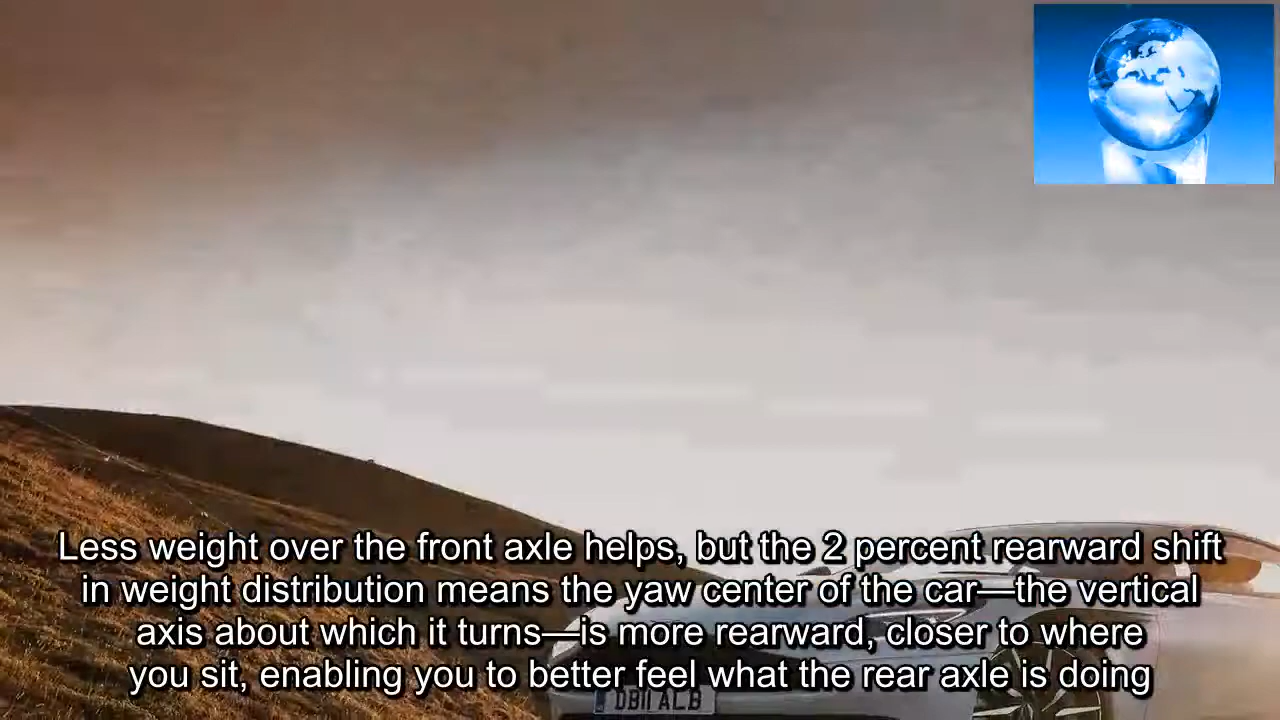 Less weight over the front axle helps, but the 2 percent rearward shift
in weight distribution means the yaw center of the car—the vertical
axis about which it turns—is more rearward, closer to where
you sit, enabling you to better feel what the rear axle is doing
DB11 ALB